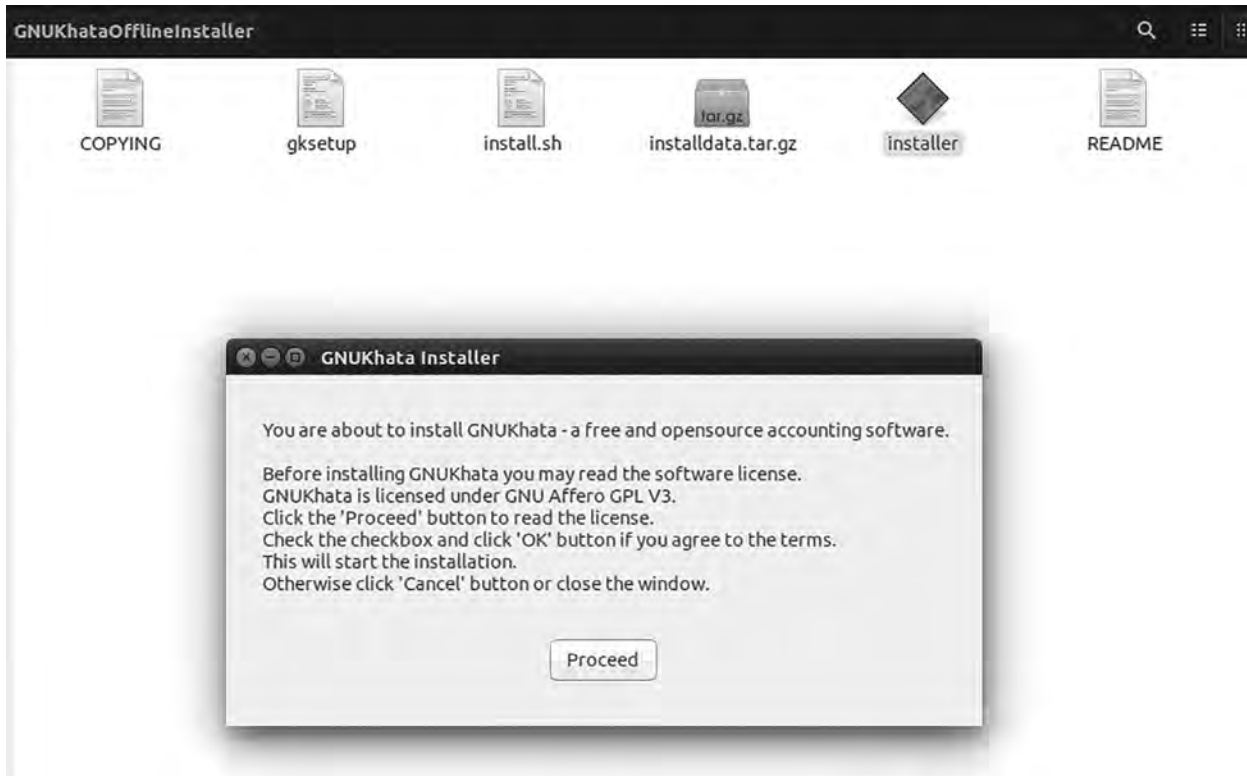 GNUKhataOfflineInstaller
COPYING
gksetup
install.sh
tar.gz
installdata.tar.gz
installer
README
GNUKhata Installer
You are about to install GNUKhata - a free and opensource accounting software.
Before installing GNUKhata you may read the software license.
GNUKhata is licensed under GNU Affero GPL V3.
Click the 'Proceed' button to read the license.
Check the checkbox and click 'OK' button if you agree to the terms.
This will start the installation.
Otherwise click 'Cancel' button or close the window.
Proceed